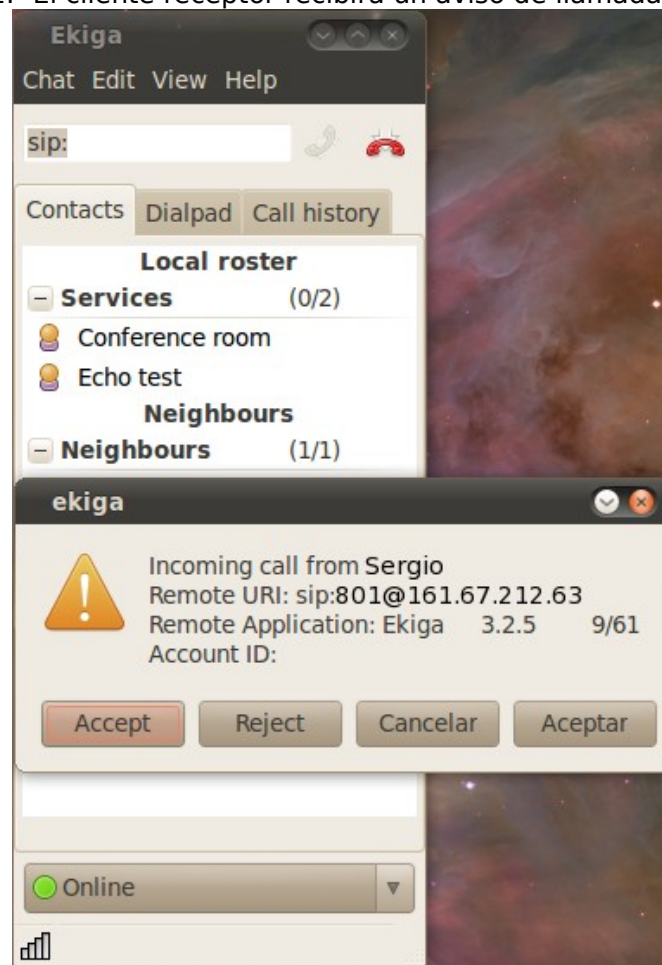 El cliente receptor recibirá un aviso de llamada
Ekiga
Chat Edit View Help
sip:
Contacts Dialpad Call history
Local roster
Services (0/2)
Conference room
Echo test
Neighbours
Neighbours (1/1)
ekiga
Incoming call from Sergio
Remote URI: sip:801@161.67.212.63
Remote Application: Ekiga 3.2.5 9/61
Account ID:
Accept Reject Cancelar Aceptar
Online